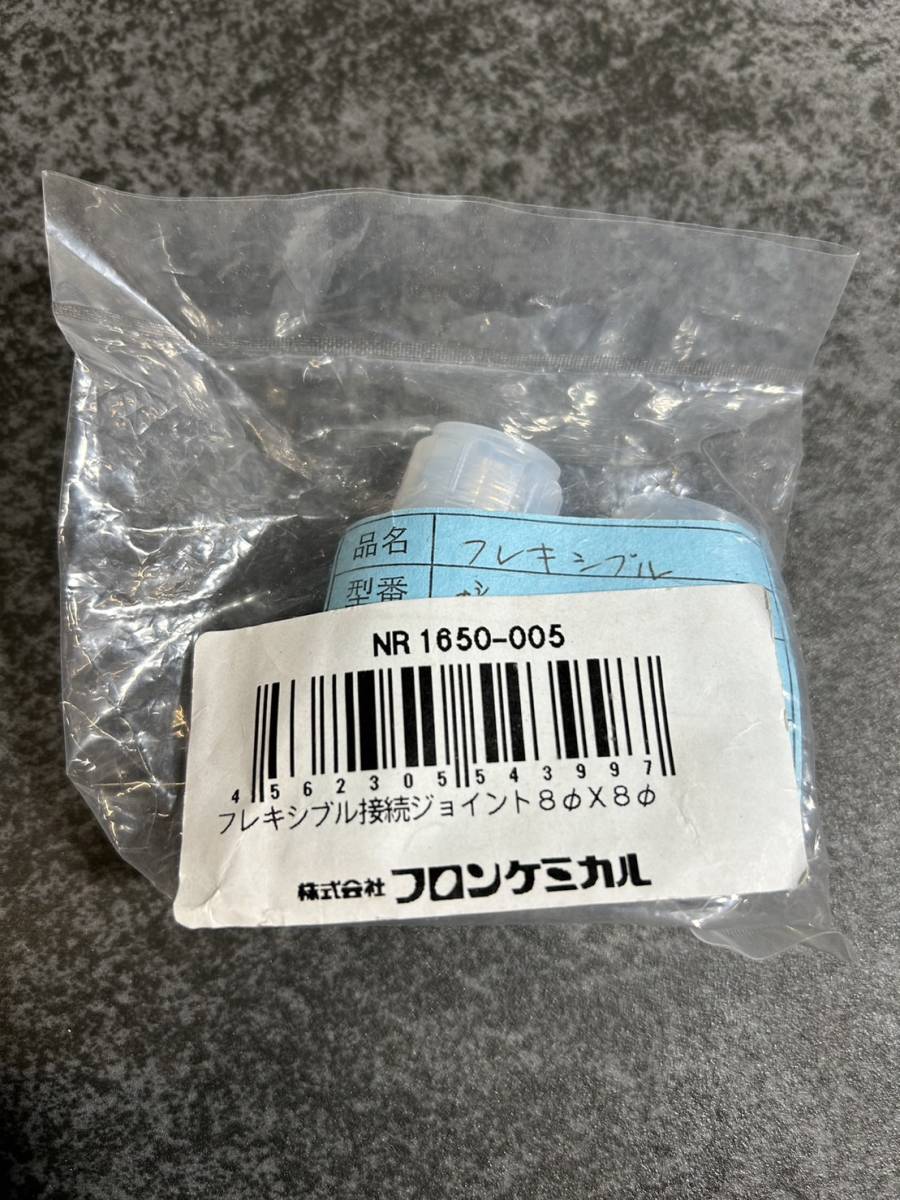 品名 フレキシブル
型番
NR 1650-005
4562305543997
フレキシブル接続ジョイント8φX8φ
株式会社 フロンケミカル